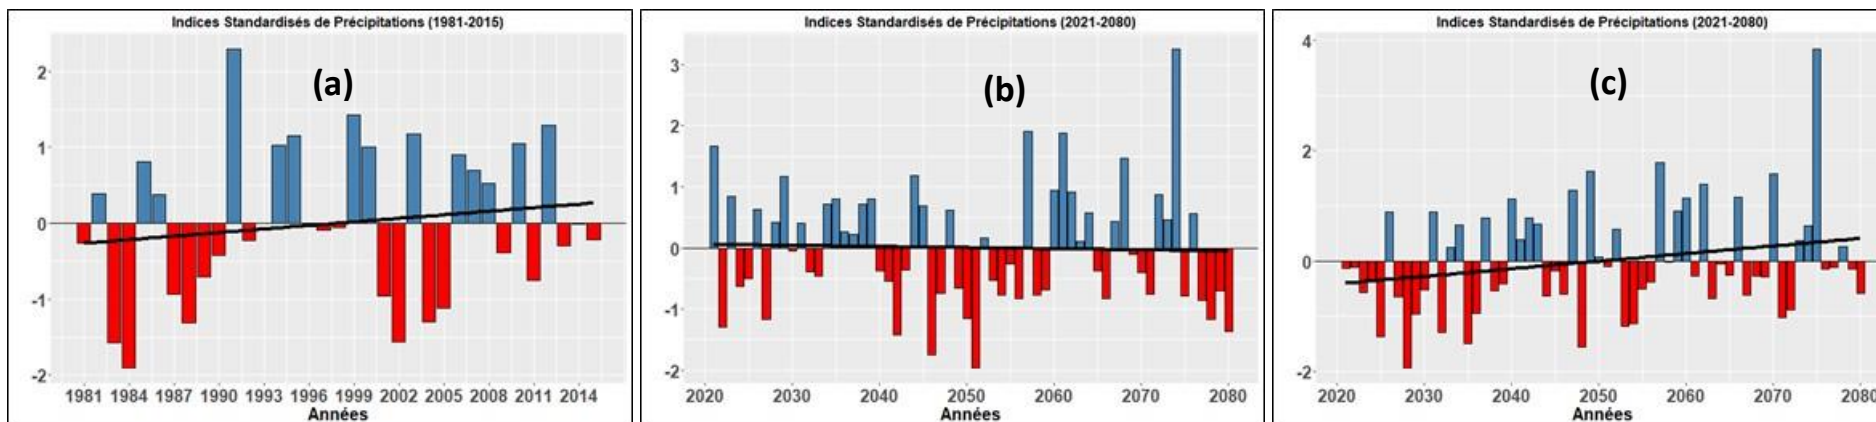 Indices Standardisés de Précipitations (1981-2015)
(a)
2
1
0
-1
-2
1981 1984 1987 1990 1993 1996 1999 2002 2005 2008 2011 2014
Années
Indices Standardisés de Précipitations (2021-2080)
(b)
3
2
1
0
-1
-2
2020 2030 2040 2050 2060 2070 2080
Années
Indices Standardisés de Précipitations (2021-2080)
(c)
4
2
0
-2
2020 2030 2040 2050 2060 2070 2080
Années